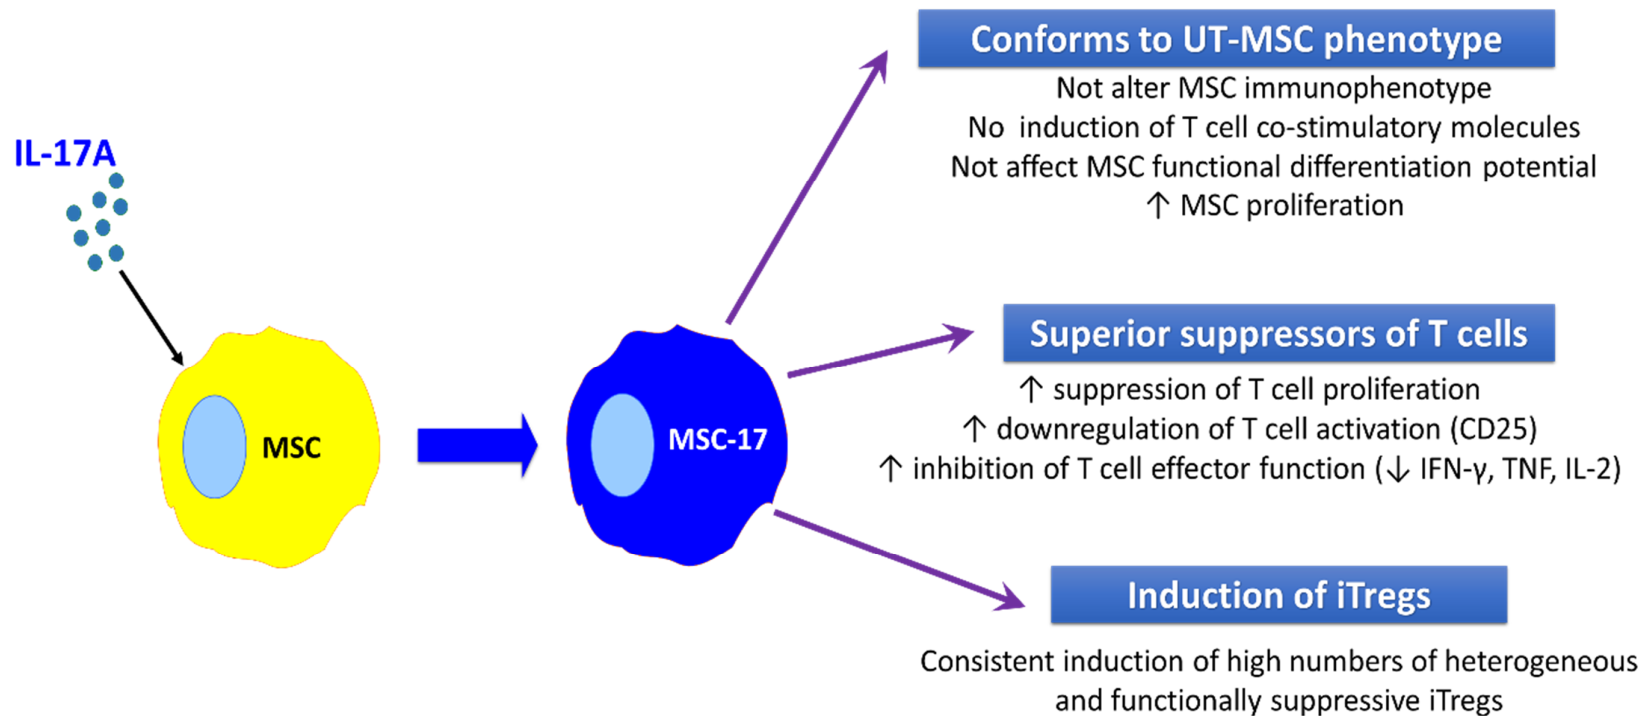 IL-17A
MSC
MSC-17
Conforms to UT-MSC phenotype
Not alter MSC immunophenotype
No induction of T cell co-stimulatory molecules
Not affect MSC functional differentiation potential
↑ MSC proliferation
Superior suppressors of T cells
↑ suppression of T cell proliferation
↑ downregulation of T cell activation (CD25)
↑ inhibition of T cell effector function (↓ IFN-γ, TNF, IL-2)
Induction of iTregs
Consistent induction of high numbers of heterogeneous
and functionally suppressive iTregs